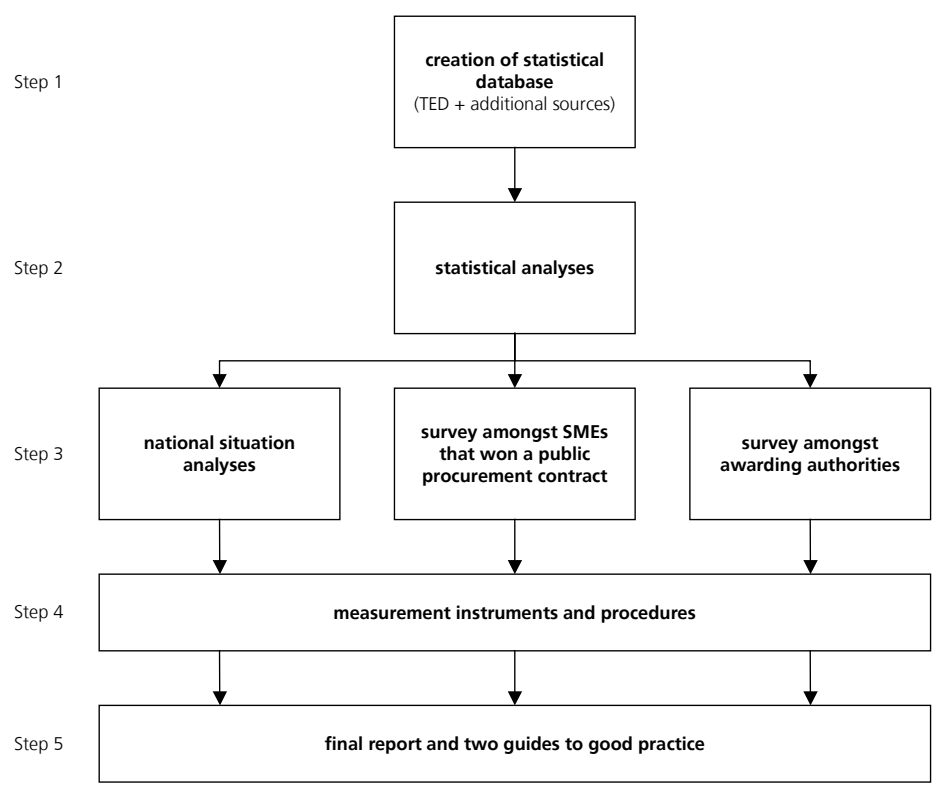 Step 1
creation of statistical
database
(TED + additional sources)
Step 2
statistical analyses
Step 3
national situation
analyses
survey amongst SMEs
that won a public
procurement contract
survey amongst
awarding authorities
Step 4
measurement instruments and procedures
Step 5
final report and two guides to good practice